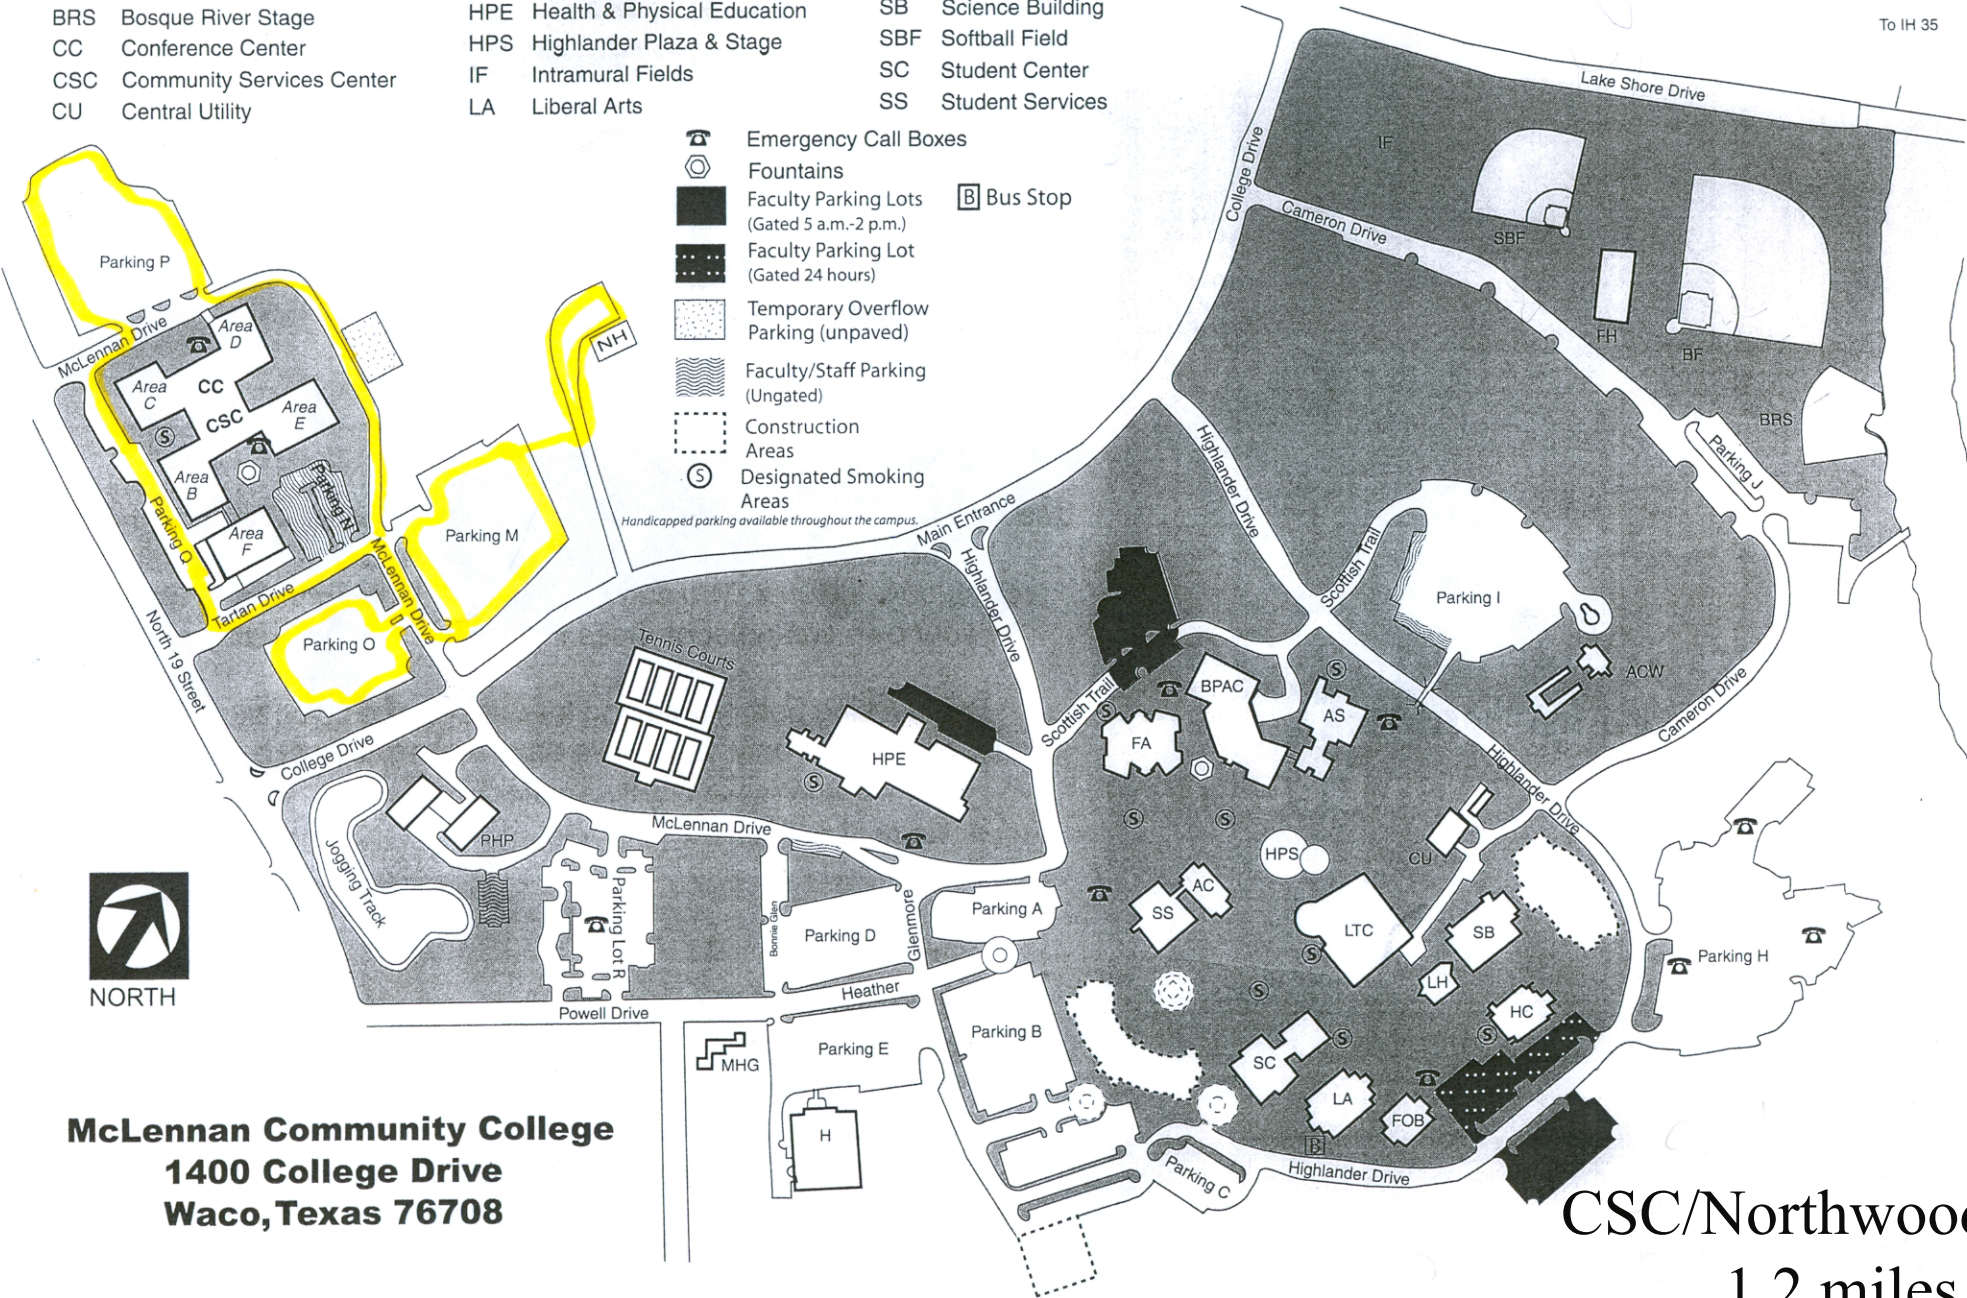 BRS Bosque River Stage
CC Conference Center
CSC Community Services Center
CU Central Utility
HPE Health & Physical Education
HPS Highlander Plaza & Stage
IF Intramural Fields
LA Liberal Arts
SB Science Building
SBF Softball Field
SC Student Center
SS Student Services
Emergency Call Boxes
Fountains
Faculty Parking Lots
(Gated 5 a.m.-2 p.m.)
B Bus Stop
Faculty Parking Lot
(Gated 24 hours)
Temporary Overflow
Parking (unpaved)
Faculty/Staff Parking
(Ungated)
Construction
Areas
S Designated Smoking
Areas
Handicapped parking available throughout the campus.
To IH 35
Lake Shore Drive
College Drive
IF
Cameron Drive
SBF
FH
BF
BRS
Parking J
Parking P
McLennan Drive
Area
D
Area
C
CC
CSC
Area
E
S
Area
B
Area
F
Parking N
Parking Q
Tartan Drive
McLennan Drive
Parking M
NH
Parking O
North 19 Street
College Drive
Main Entrance
Highlander Drive
Highlander Drive
Scottish Trail
Parking I
ACW
Cameron Drive
Tennis Courts
HPE
S
Scottish Trail
S
FA
BPAC
S
AS
Highlander Drive
Highlander Drive
S
S
HPS
CU
Jogging Track
PHP
McLennan Drive
Parking Lot R
Bonnie Glen
Parking D
Glenmore
Parking A
SS
AC
LTC
S
SB
LH
Parking H
Heather
Powell Drive
S
HC
S
MHG
Parking E
Parking B
SC
S
LA
FOB
B
H
Parking C
Highlander Drive
NORTH
McLennan Community College
1400 College Drive
Waco, Texas 76708
CSC/Northwood
1.2 miles